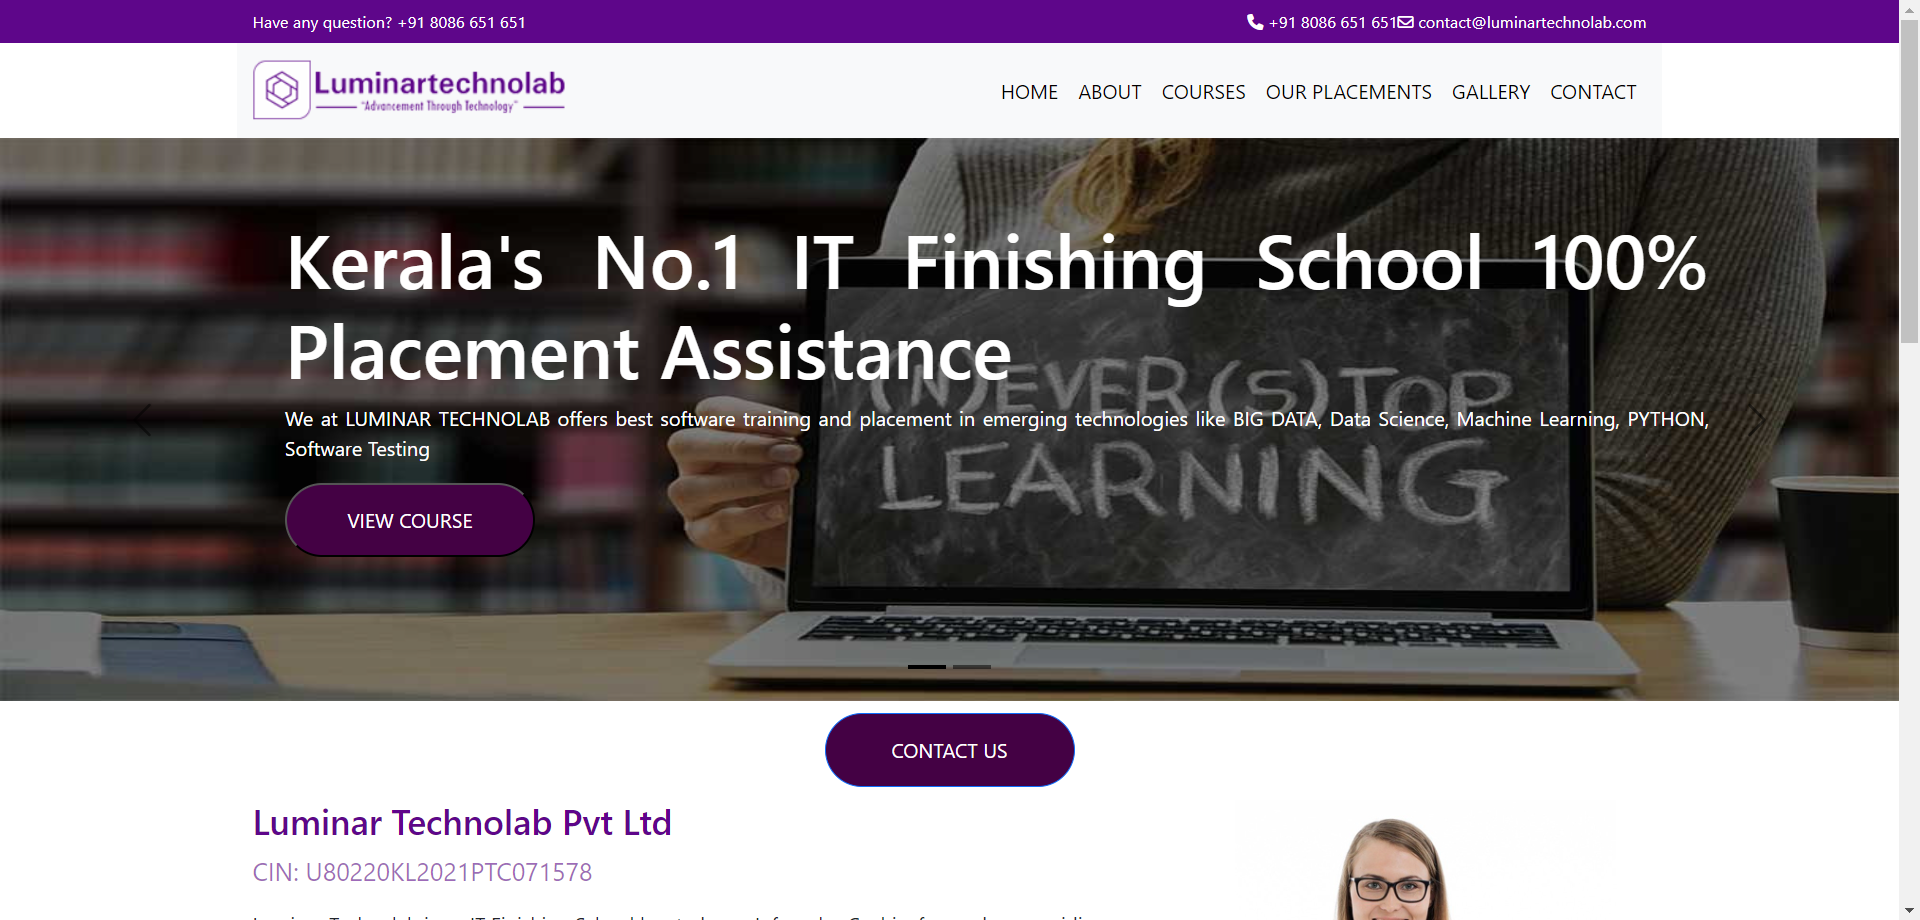 Have any question? +91 8086 651 651
+91 8086 651 651 contact@luminartechnolab.com
Luminartechnolab
"Advancement Through Technology"
HOME ABOUT COURSES OUR PLACEMENTS GALLERY CONTACT
Kerala's No.1 IT Finishing School 100%
Placement Assistance
(N)EVER (S)TOP
LEARNING
We at LUMINAR TECHNOLAB offers best software training and placement in emerging technologies like BIG DATA, Data Science, Machine Learning, PYTHON,
Software Testing
VIEW COURSE
CONTACT US
Luminar Technolab Pvt Ltd
CIN: U80220KL2021PTC071578